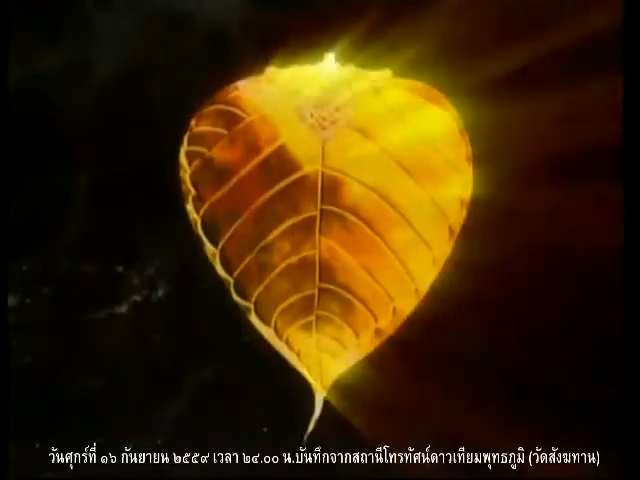 วันศุกร์ที่ ๑๖ กันยายน ๒๕๕๙ เวลา ๒๔.๐๐ น.บันทึกจากสถานีโทรทัศน์ดาวเทียมพุทธภูมิ (วัดสังฆทาน)